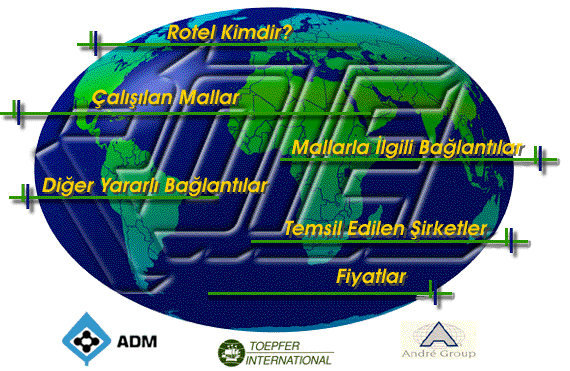 Rotel Kimdir?
Çalışılan Mallar
Mallarla İlgili Bağlantılar
Diğer Yararlı Bağlantılar
Temsil Edilen Şirketler
Fiyatlar
ADM
TOEPFER
INTERNATIONAL
André Group